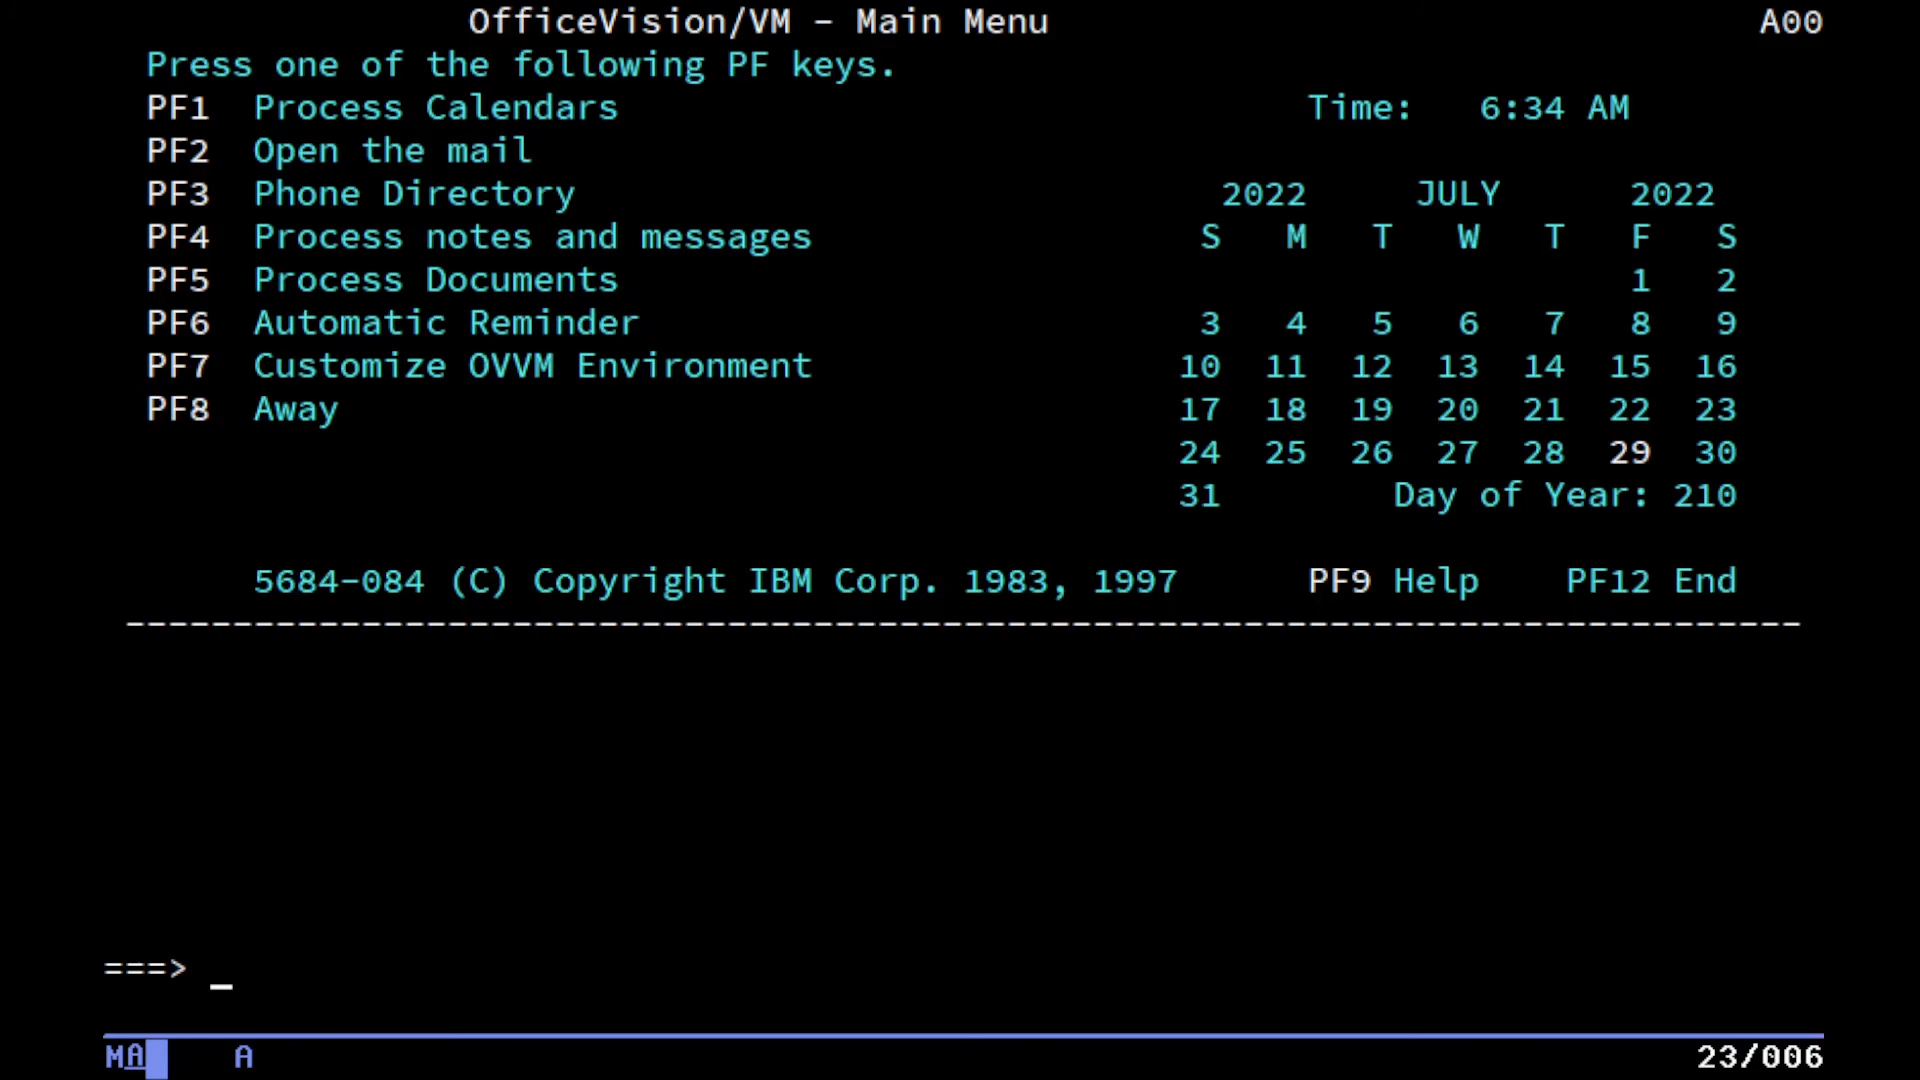 OfficeVision/VM - Main Menu A00
Press one of the following PF keys.
PF1 Process Calendars Time: 6:34 AM
PF2 Open the mail
PF3 Phone Directory 2022 JULY 2022
PF4 Process notes and messages S M T W T F S
PF5 Process Documents 1 2
PF6 Automatic Reminder 3 4 5 6 7 8 9
PF7 Customize OVVM Environment 10 11 12 13 14 15 16
PF8 Away 17 18 19 20 21 22 23
24 25 26 27 28 29 30
31 Day of Year: 210
5684-084 (C) Copyright IBM Corp. 1983, 1997 PF9 Help PF12 End
------------------------------------------------------------------------------
===> _
MA A 23/006